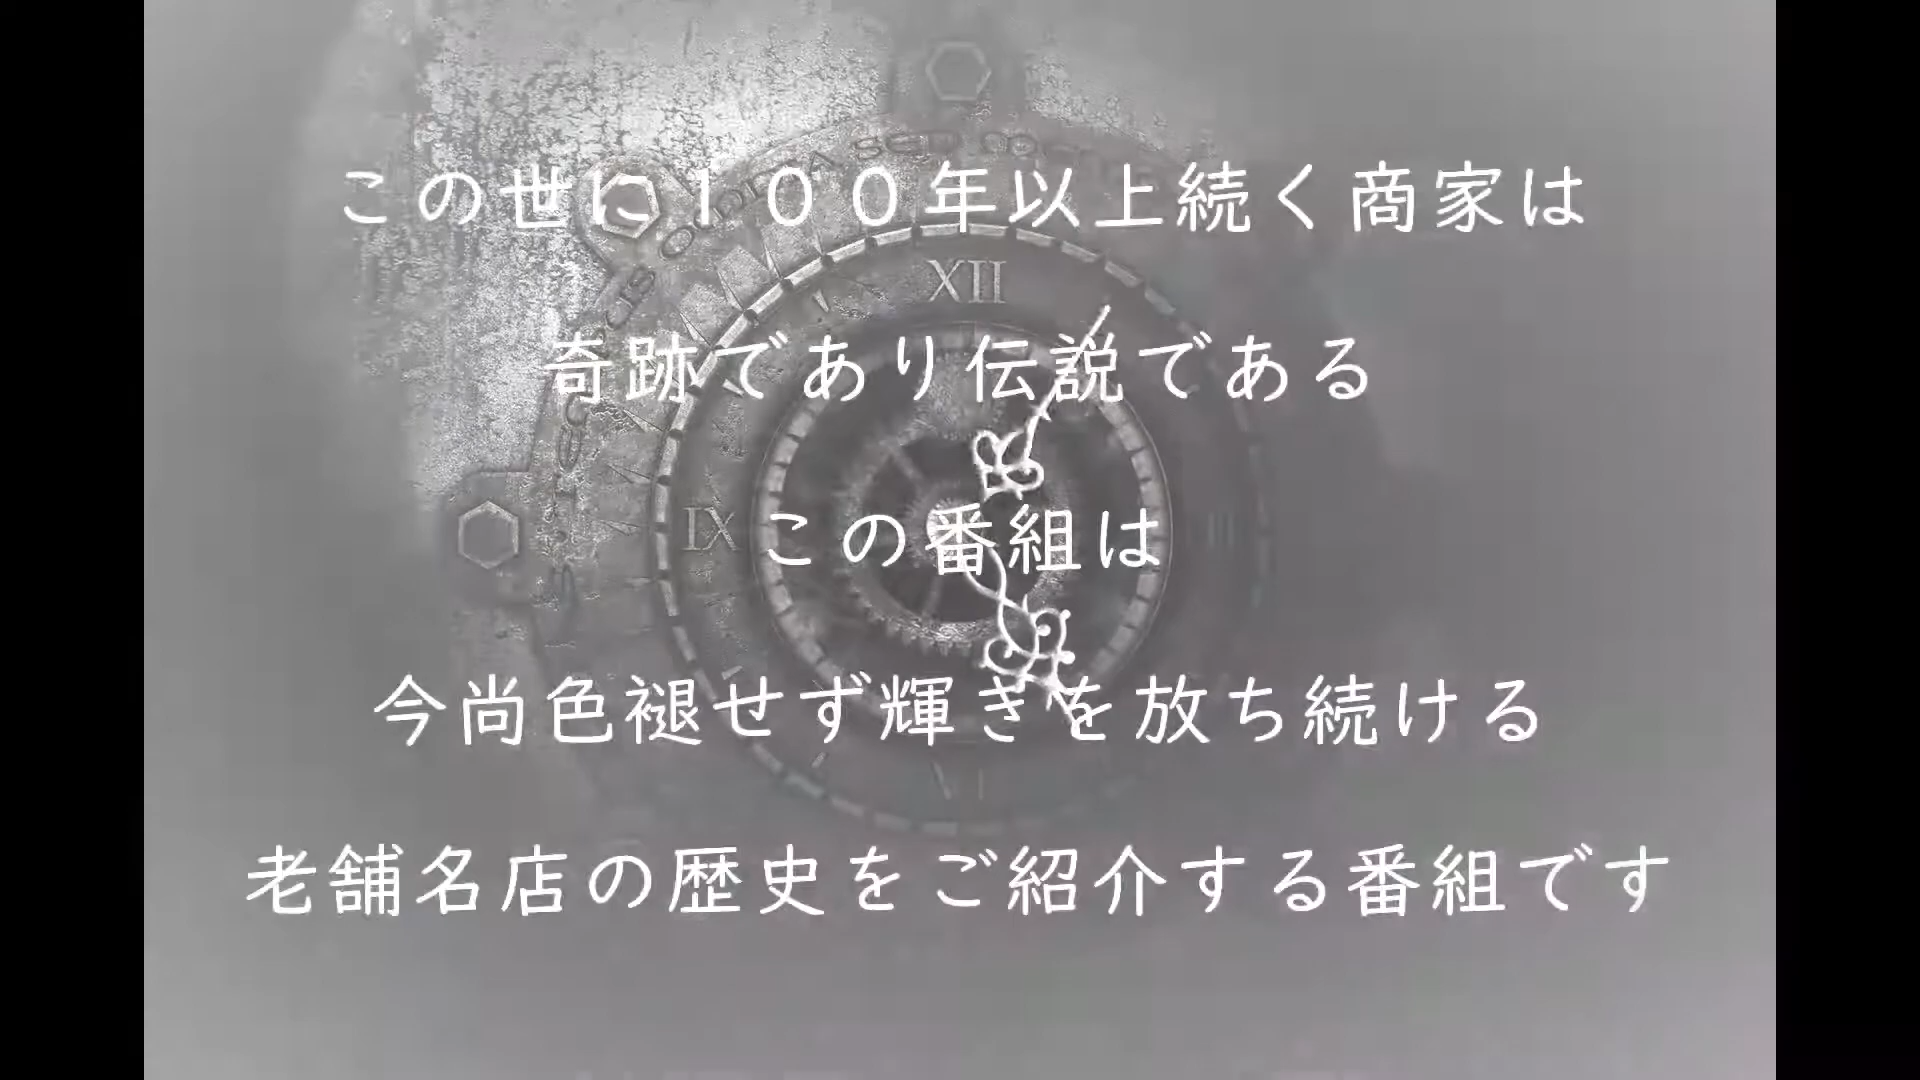 この世に１００年以上続く商家は
奇跡であり伝説である
この番組は
今尚色褪せず輝きを放ち続ける
老舗名店の歴史をご紹介する番組です
XII
IX
VI